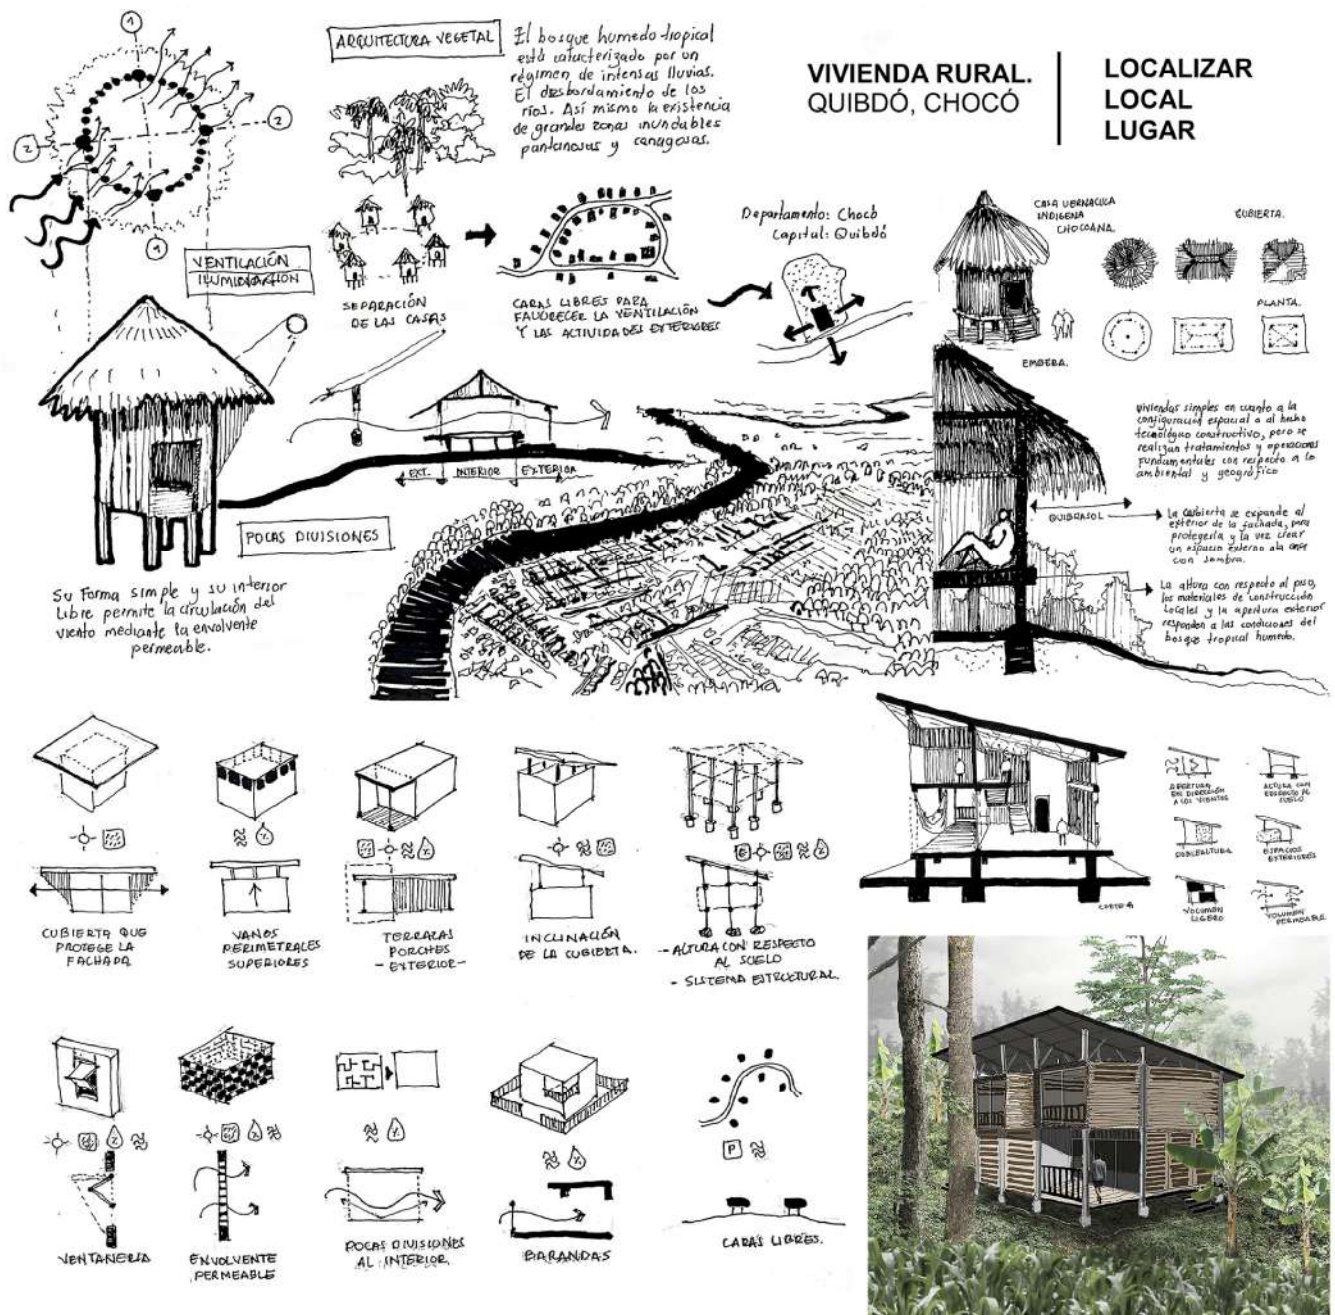 1
2
2
1
ARQUITECTURA VEGETAL
El bosque humedo tropical
está caracterizado por un
régimen de intensas lluvias.
El desbordamiento de los
ríos. Así mismo la existencia
de grandes zonas inundables
pantanosas y cenagosas.
VIVIENDA RURAL.
QUIBDÓ, CHOCÓ
LOCALIZAR
LOCAL
LUGAR
VENTILACIÓN
ILUMINACIÓN
SEPARACIÓN
DE LAS CASAS
CARAS LIBRES PARA
FAVORECER LA VENTILACIÓN
Y LAS ACTIVIDADES EXTERIORES
Departamento: Chocó
Capital: Quibdó
CASA VERNACULA
INDIGENA
CHOCOANA.
CUBIERTA.
PLANTA.
EMBERA.
EXT.
INTERIOR
EXTERIOR
POCAS DIVISIONES
Su Forma simple y su interior
Libre permite la circulación del
viento mediante la envolvente
permeable.
Viviendas simples en cuanto a la
configuración espacial o al hecho
tecnológico constructivo, pero se
realizan tratamientos y operaciones
fundamentales con respecto a lo
ambiental y geográfico
QUIBRASOL
La cubierta se expande al
exterior de la fachada, para
protegerla y la vez crear
un espacio externo a la casa
con sombra.
La altura con respecto al piso,
los materiales de construcción
Locales y la apertura exterior
responden a las condiciones del
bosque tropical humedo.
CUBIERTA QUE
PROTEGE LA
FACHADA
VANOS
PERIMETRALES
SUPERIORES
TERRAZAS
PORCHES
- EXTERIOR -
INCLINACIÓN
DE LA CUBIERTA.
- ALTURA CON RESPECTO
AL SUELO
- SISTEMA ESTRUCTURAL.
APERTURA
EN DIRECCIÓN
A LOS VIENTOS
ALTURA CON
RESPECTO AL
SUELO
DOBLE ALTURA
ESPACIOS
EXTERIORES
VOLUMEN
LIGERO
VOLUMEN
PERMEABLE
VENTANERIA
ENVOLVENTE
PERMEABLE
POCAS DIVISIONES
AL INTERIOR
BARANDAS
P
CARAS LIBRES.